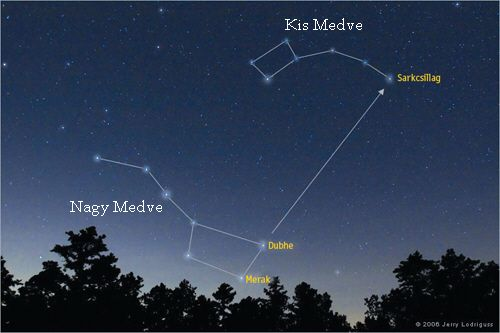 Kis Medve
Sarkcsillag
Nagy Medve
Dubhe
Merak
© 2006 Jerry Lodriguss